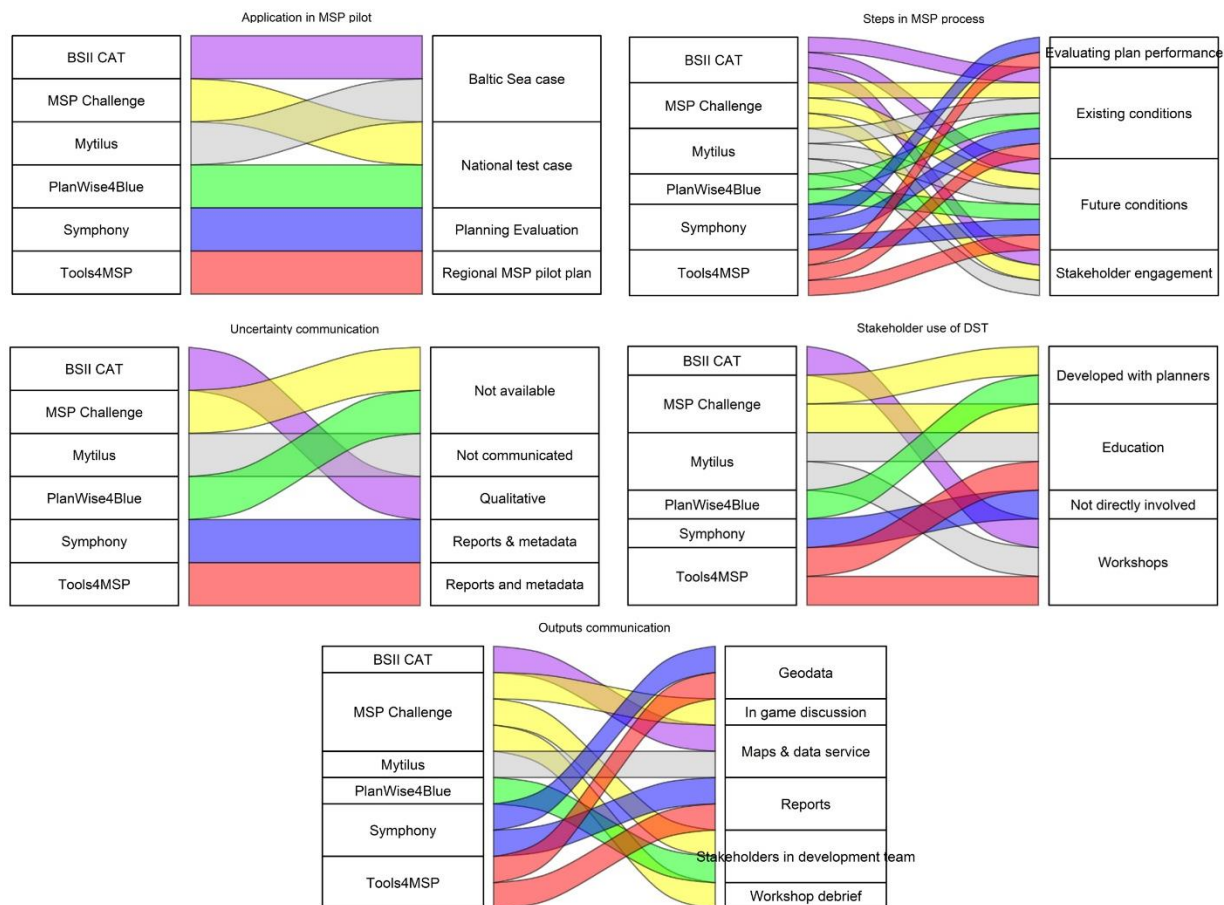 Application in MSP pilot
BSII CAT
MSP Challenge
Mytilus
PlanWise4Blue
Symphony
Tools4MSP
Baltic Sea case
National test case
Planning Evaluation
Regional MSP pilot plan
Steps in MSP process
BSII CAT
MSP Challenge
Mytilus
PlanWise4Blue
Symphony
Tools4MSP
Evaluating plan performance
Existing conditions
Future conditions
Stakeholder engagement
Uncertainty communication
BSII CAT
MSP Challenge
Mytilus
PlanWise4Blue
Symphony
Tools4MSP
Not available
Not communicated
Qualitative
Reports & metadata
Reports and metadata
Stakeholder use of DST
BSII CAT
MSP Challenge
Mytilus
PlanWise4Blue
Symphony
Tools4MSP
Developed with planners
Education
Not directly involved
Workshops
Outputs communication
BSII CAT
MSP Challenge
Mytilus
PlanWise4Blue
Symphony
Tools4MSP
Geodata
In game discussion
Maps & data service
Reports
Stakeholders in development team
Workshop debrief